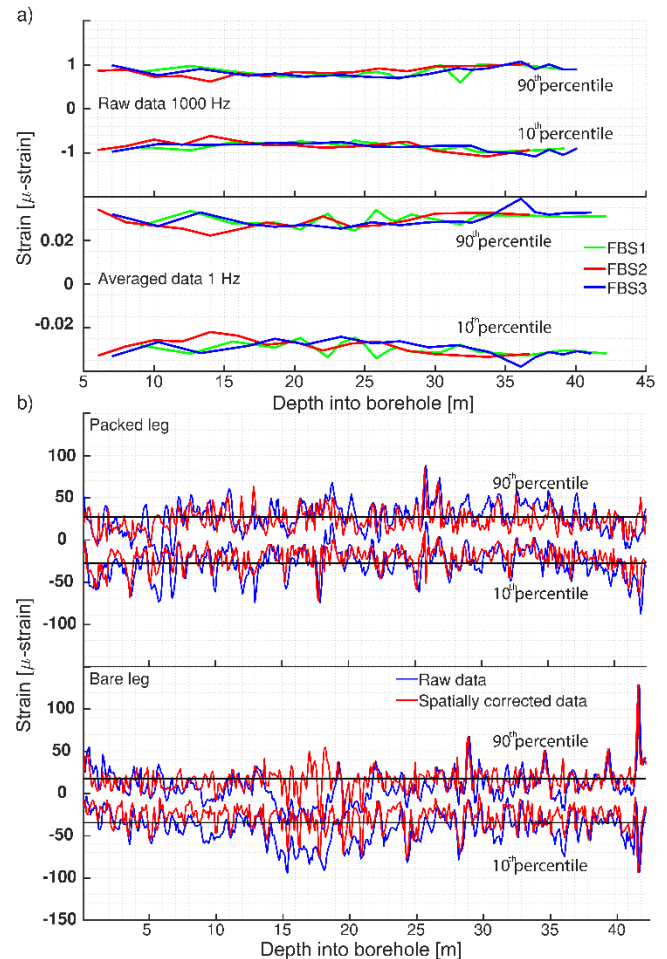 a)
1
90th percentile
Raw data 1000 Hz
0
10th percentile
-1
Strain [μ-strain]
0.02
90th percentile
FBS1
0
Averaged data 1 Hz
FBS2
FBS3
10th percentile
-0.02
5 10 15 20 25 30 35 40 45
Depth into borehole [m]
b)
Packed leg
100
90th percentile
50
0
-50
10th percentile
-100
Strain [μ-strain]
Bare leg
Raw data
Spatially corrected data
100
90th percentile
50
0
-50
10th percentile
-100
-150
5 10 15 20 25 30 35 40
Depth into borehole [m]